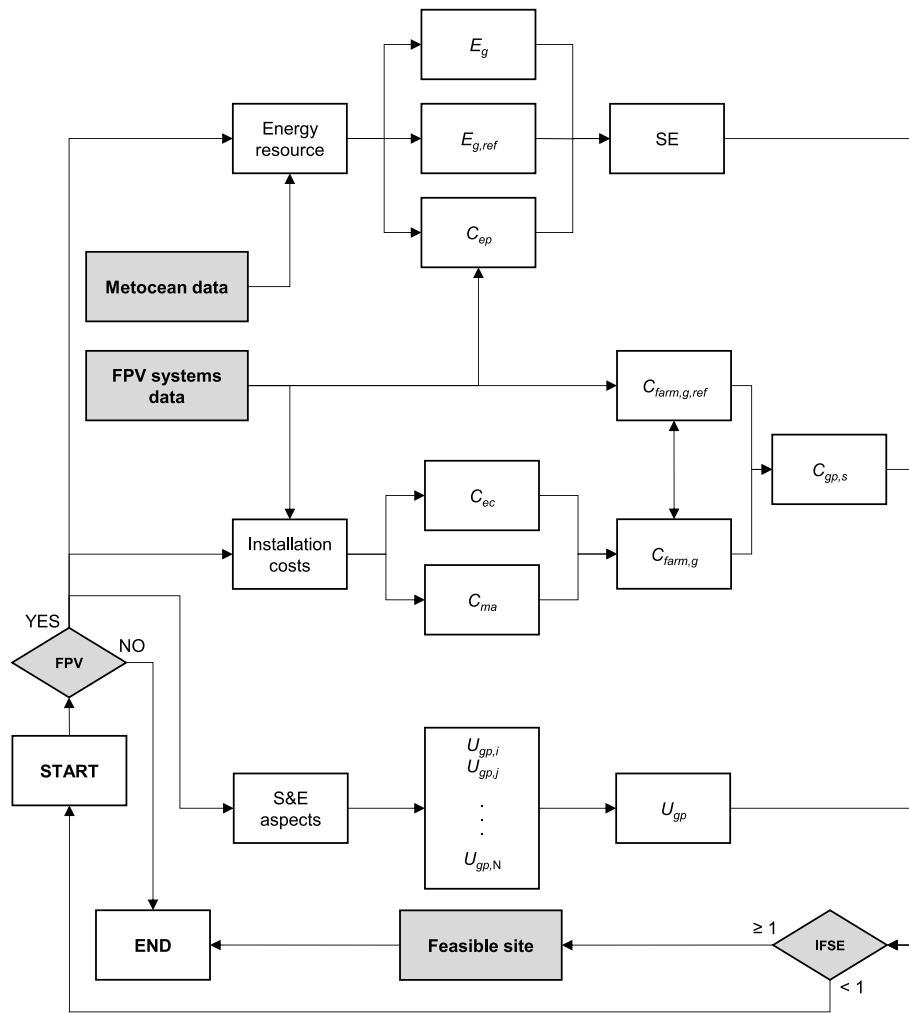 E_g
Energy
resource
E_g,ref
SE
C_ep
Metocean data
FPV systems
data
C_farm,g,ref
C_gp,s
C_ec
Installation
costs
C_farm,g
C_ma
YES
NO
FPV
START
S&E
aspects
U_gp,i
U_gp,j
.
.
.
U_gp,N
U_gp
END
Feasible site
≥ 1
IFSE
< 1